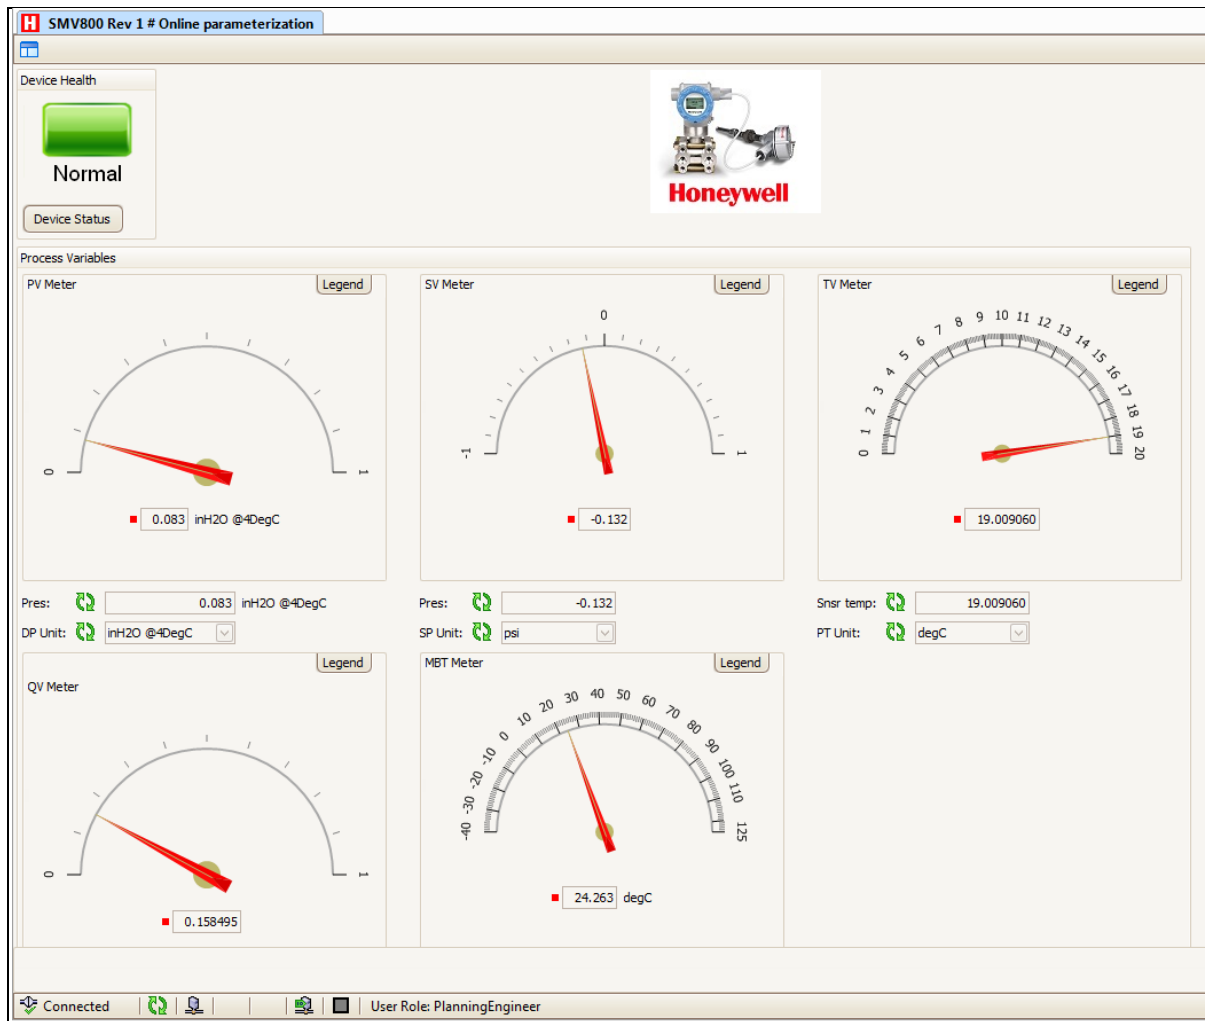 SMV800 Rev 1 # Online parameterization
Device Health
Normal
Device Status
Honeywell
Process Variables
PV Meter
Legend
0
1
0.083 inH2O @4DegC
SV Meter
Legend
-1
0
1
-0.132
TV Meter
Legend
0 1 2 3 4 5 6 7 8 9 10 11 12 13 14 15 16 17 18 19 20
19.009060
Pres: 0.083 inH2O @4DegC
DP Unit: inH2O @4DegC
Pres: -0.132
SP Unit: psi
Snsr temp: 19.009060
PT Unit: degC
Legend
QV Meter
0
1
0.158495
MBT Meter
Legend
-40 -30 -20 -10 0 10 20 30 40 50 60 70 80 90 100 110 125
24.263 degC
Connected
User Role: PlanningEngineer